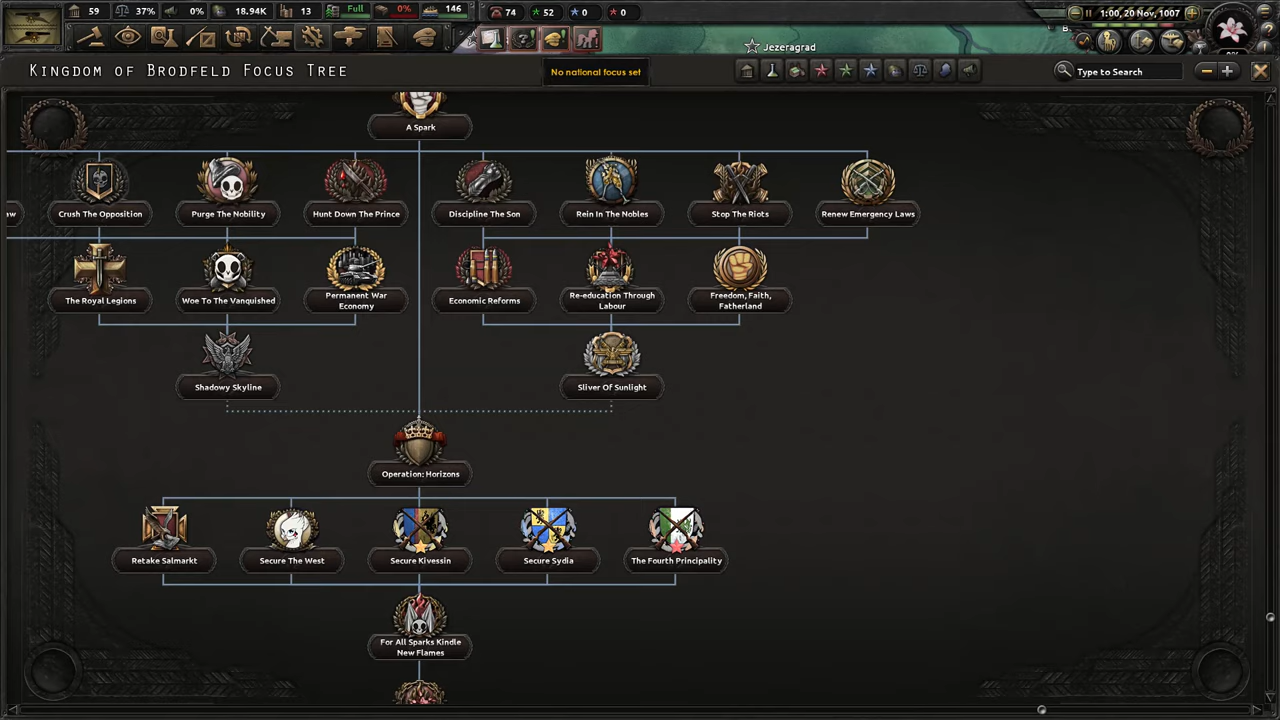 59 37% 0% 18.94K 13 Full 0% 146 74 52 0 0 1:00, 20 Nov, 1007
Jezeragrad
Kingdom of Brodfeld Focus Tree
No national focus set
Type to Search
A Spark
Crush The Opposition
Purge The Nobility
Hunt Down The Prince
Discipline The Son
Rein In The Nobles
Stop The Riots
Renew Emergency Laws
The Royal Legions
Woe To The Vanquished
Permanent War
Economy
Economic Reforms
Re-education Through
Labour
Freedom, Faith,
Fatherland
Shadowy Skyline
Sliver Of Sunlight
Operation: Horizons
Retake Salmarkt
Secure The West
Secure Kivessin
Secure Sydia
The Fourth Principality
For All Sparks Kindle
New Flames